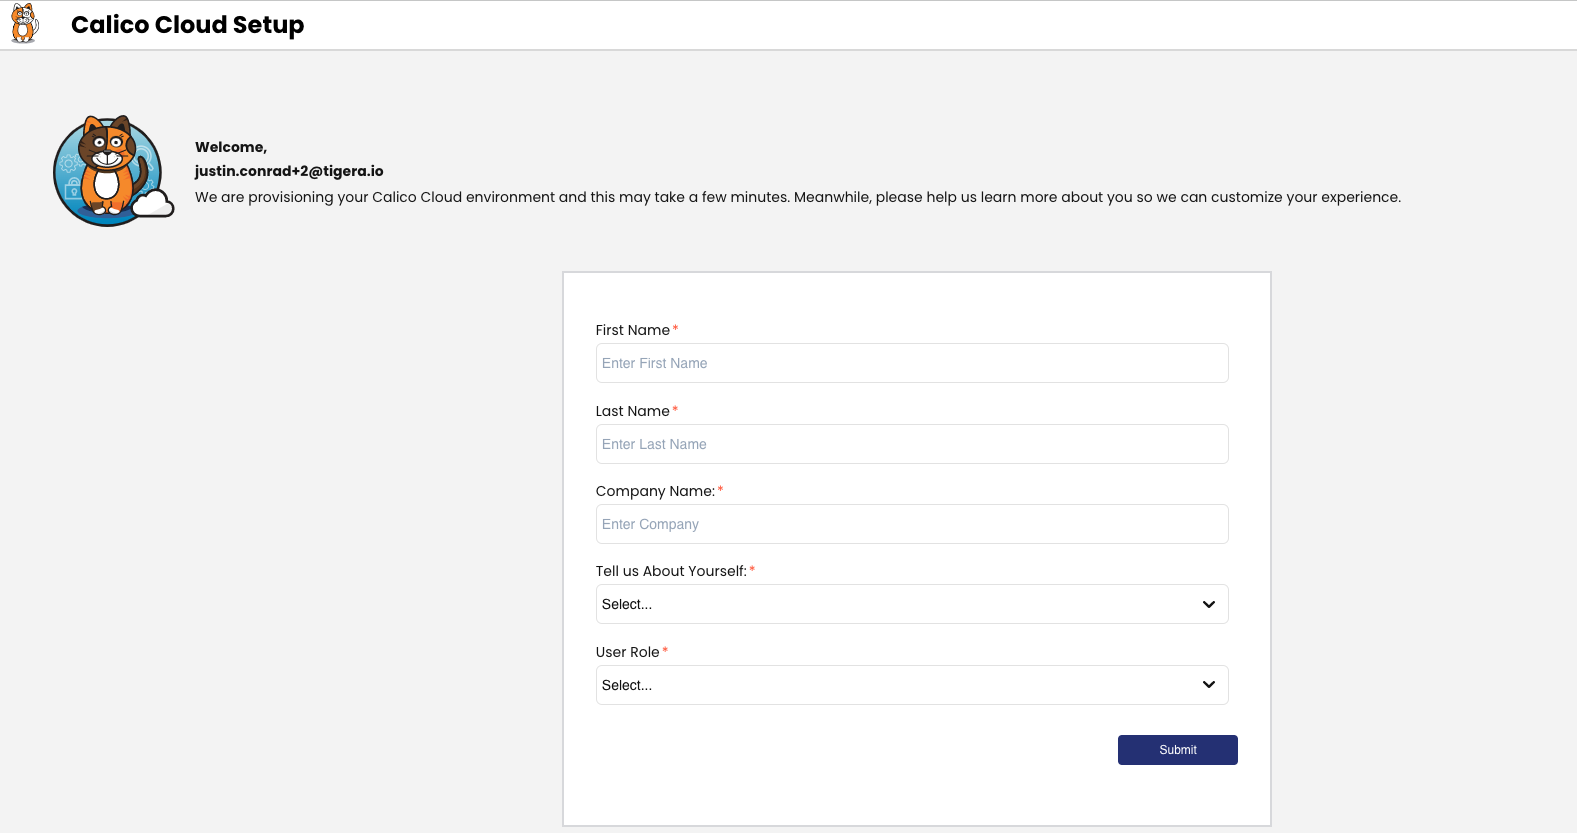 Calico Cloud Setup
Welcome,
justin.conrad+2@tigera.io
We are provisioning your Calico Cloud environment and this may take a few minutes. Meanwhile, please help us learn more about you so we can customize your experience.
First Name*
Enter First Name
Last Name*
Enter Last Name
Company Name:*
Enter Company
Tell us About Yourself:*
Select...
User Role*
Select...
Submit